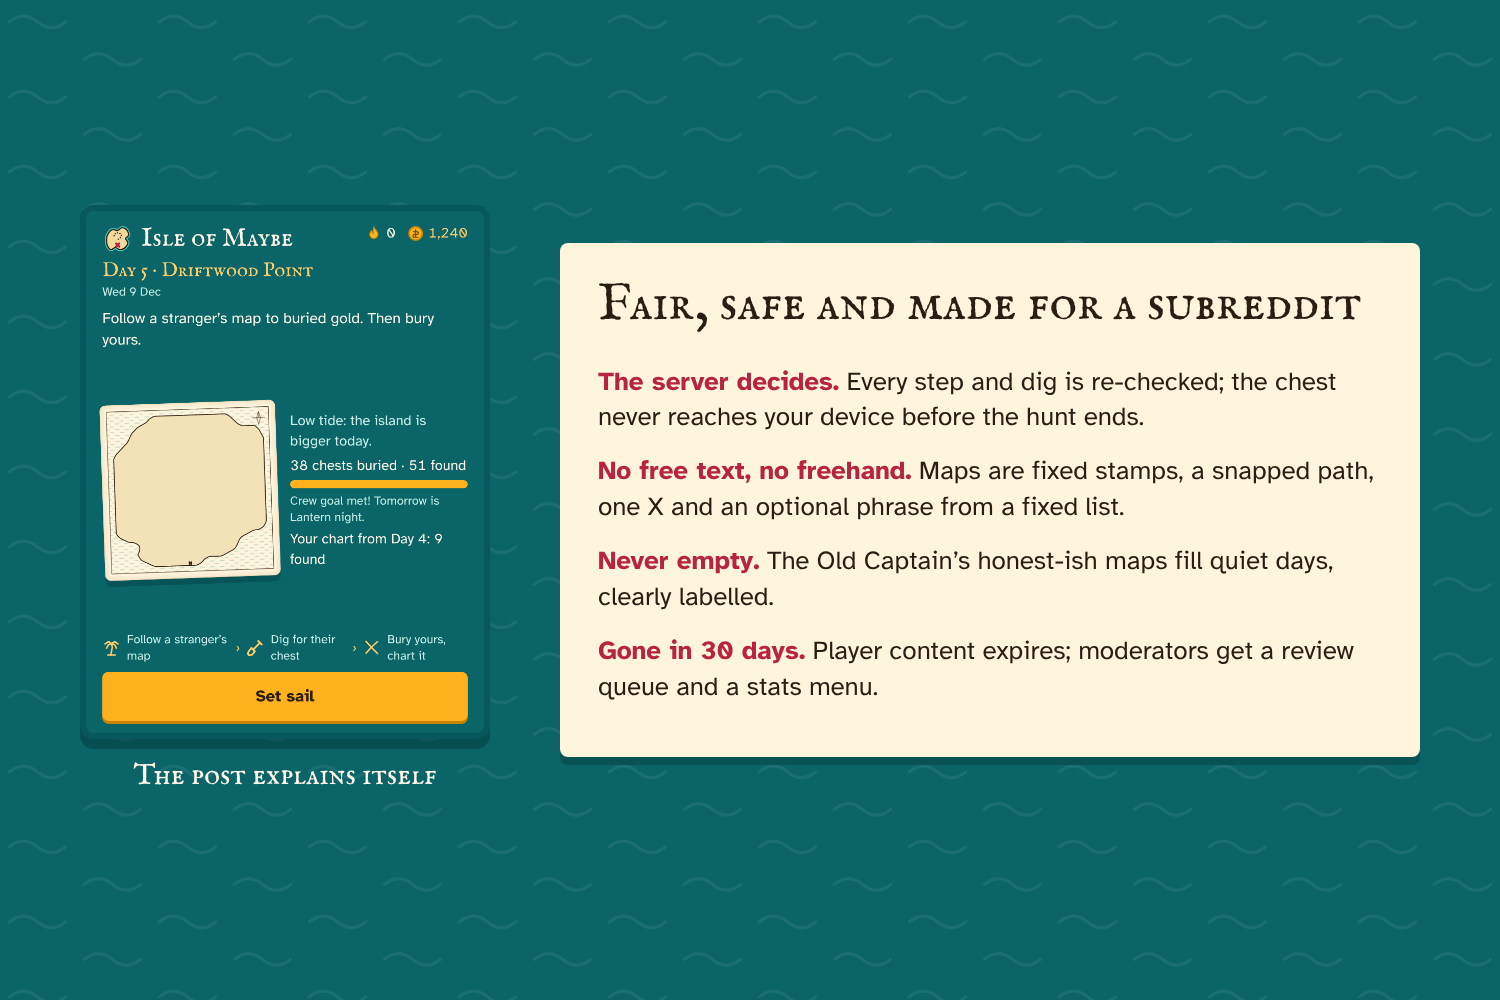 Isle of Maybe
0 1,240
Day 5 · Driftwood Point
Wed 9 Dec
Follow a stranger's map to buried gold. Then bury
yours.
Low tide: the island is
bigger today.
38 chests buried · 51 found
Crew goal met! Tomorrow is
Lantern night.
Your chart from Day 4: 9
found
Follow a stranger's
map
› Dig for their
chest
› Bury yours,
chart it
Set sail
The post explains itself
Fair, safe and made for a subreddit
The server decides. Every step and dig is re-checked; the chest
never reaches your device before the hunt ends.
No free text, no freehand. Maps are fixed stamps, a snapped path,
one X and an optional phrase from a fixed list.
Never empty. The Old Captain’s honest-ish maps fill quiet days,
clearly labelled.
Gone in 30 days. Player content expires; moderators get a review
queue and a stats menu.